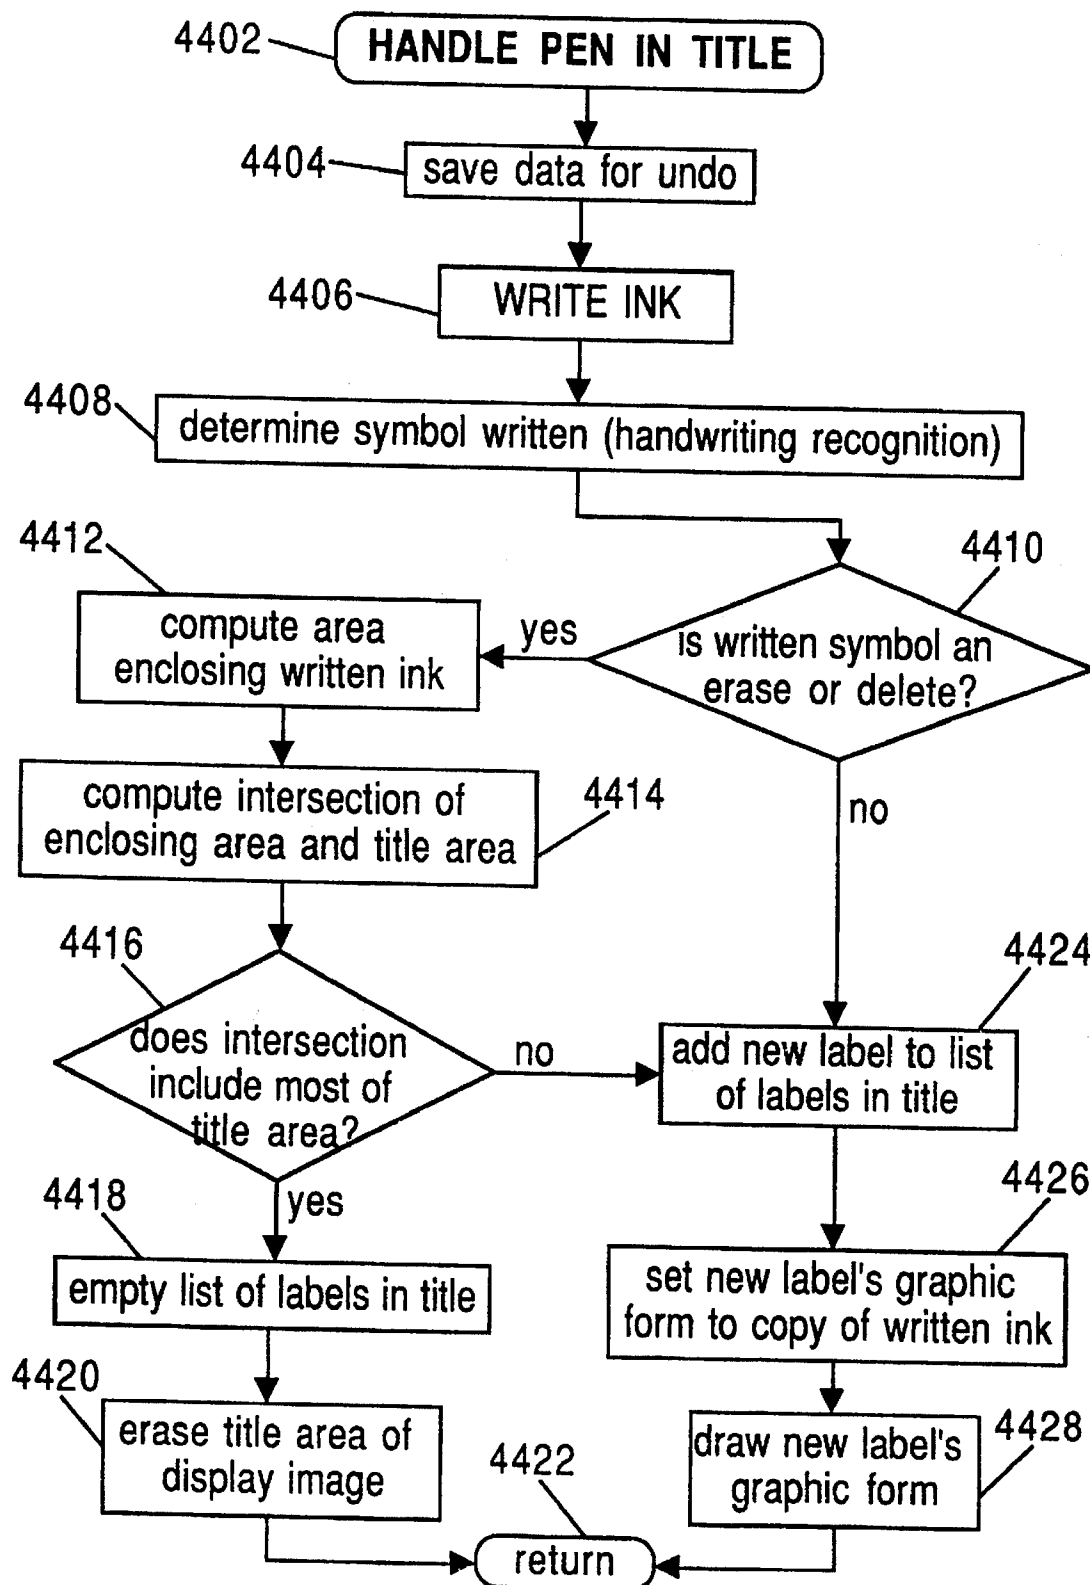 4402
HANDLE PEN IN TITLE
4404
save data for undo
4406
WRITE INK
4408
determine symbol written (handwriting recognition)
4412
4410
compute area
enclosing written ink
yes
is written symbol an
erase or delete?
compute intersection of
enclosing area and title area
4414
no
4416
does intersection
include most of
title area?
no
4424
add new label to list
of labels in title
yes
4418
empty list of labels in title
4426
set new label's graphic
form to copy of written ink
4420
erase title area of
display image
4422
4428
draw new label's
graphic form
return